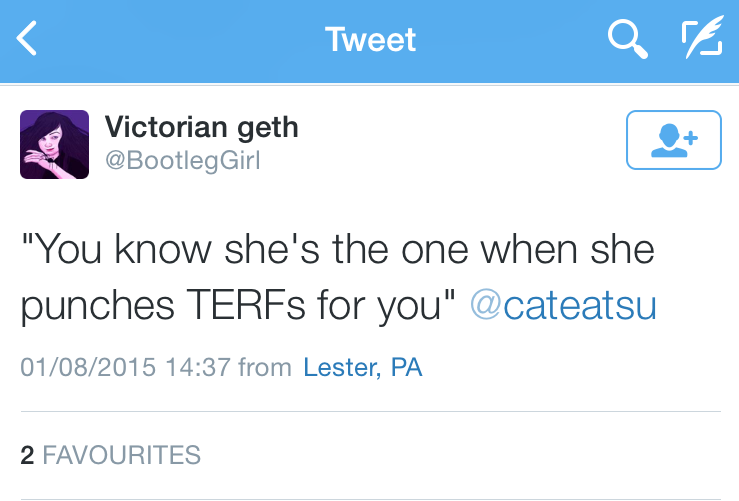 Tweet
Victorian geth
@BootlegGirl
"You know she's the one when she
punches TERFs for you" @cateatsu
01/08/2015 14:37 from Lester, PA
2 FAVOURITES